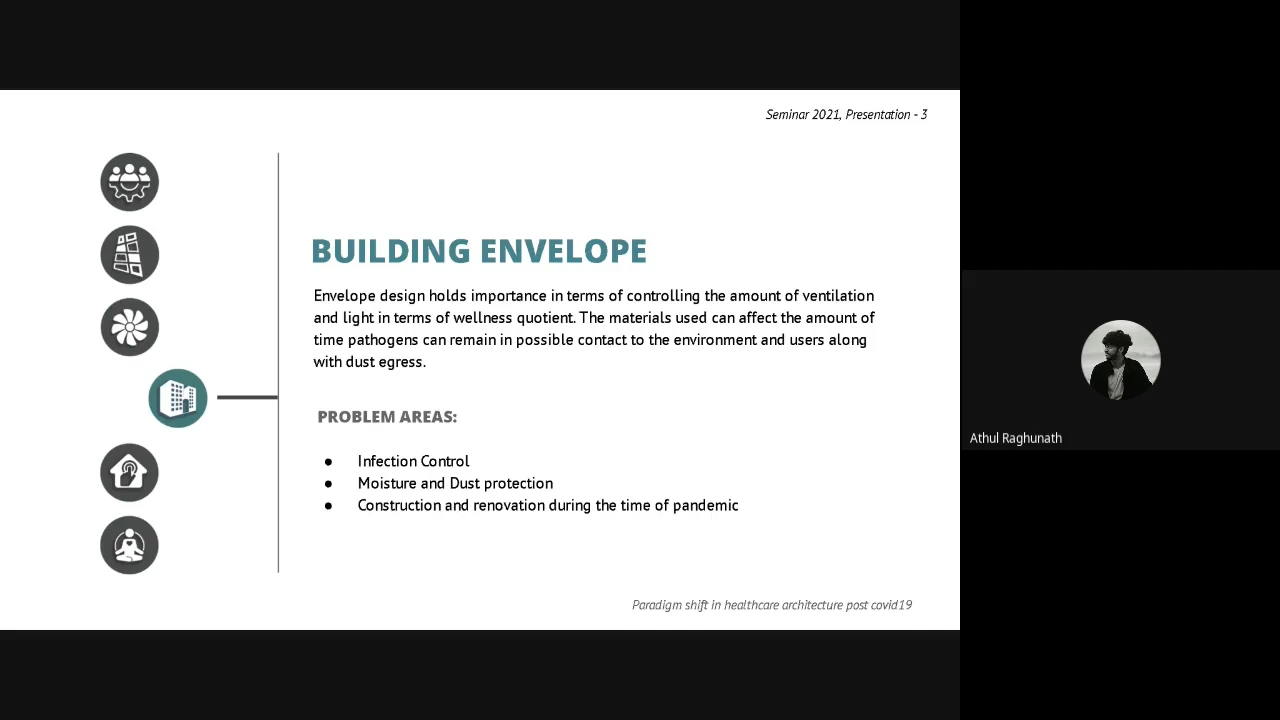 Seminar 2021, Presentation - 3
BUILDING ENVELOPE
Envelope design holds importance in terms of controlling the amount of ventilation
and light in terms of wellness quotient. The materials used can affect the amount of
time pathogens can remain in possible contact to the environment and users along
with dust egress.
PROBLEM AREAS:
● Infection Control
● Moisture and Dust protection
● Construction and renovation during the time of pandemic
Paradigm shift in healthcare architecture post covid19
Athul Raghunath